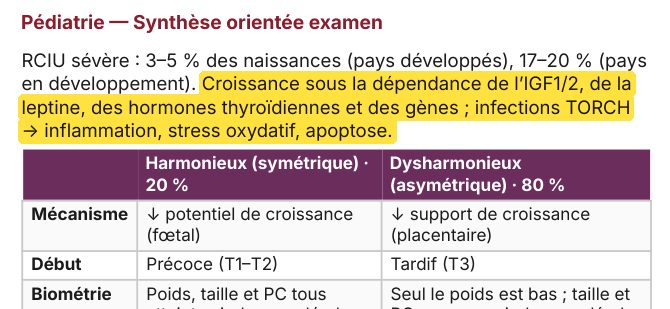 Pédiatrie — Synthèse orientée examen
RCIU sévère : 3–5 % des naissances (pays développés), 17–20 % (pays
en développement). Croissance sous la dépendance de l’IGF1/2, de la
leptine, des hormones thyroïdiennes et des gènes ; infections TORCH
→ inflammation, stress oxydatif, apoptose.
Harmonieux (symétrique) · 20 %
Dysharmonieux (asymétrique) · 80 %
Mécanisme
↓ potentiel de croissance (fœtal)
↓ support de croissance (placentaire)
Début
Précoce (T1–T2)
Tardif (T3)
Biométrie
Poids, taille et PC tous
Seul le poids est bas ; taille et